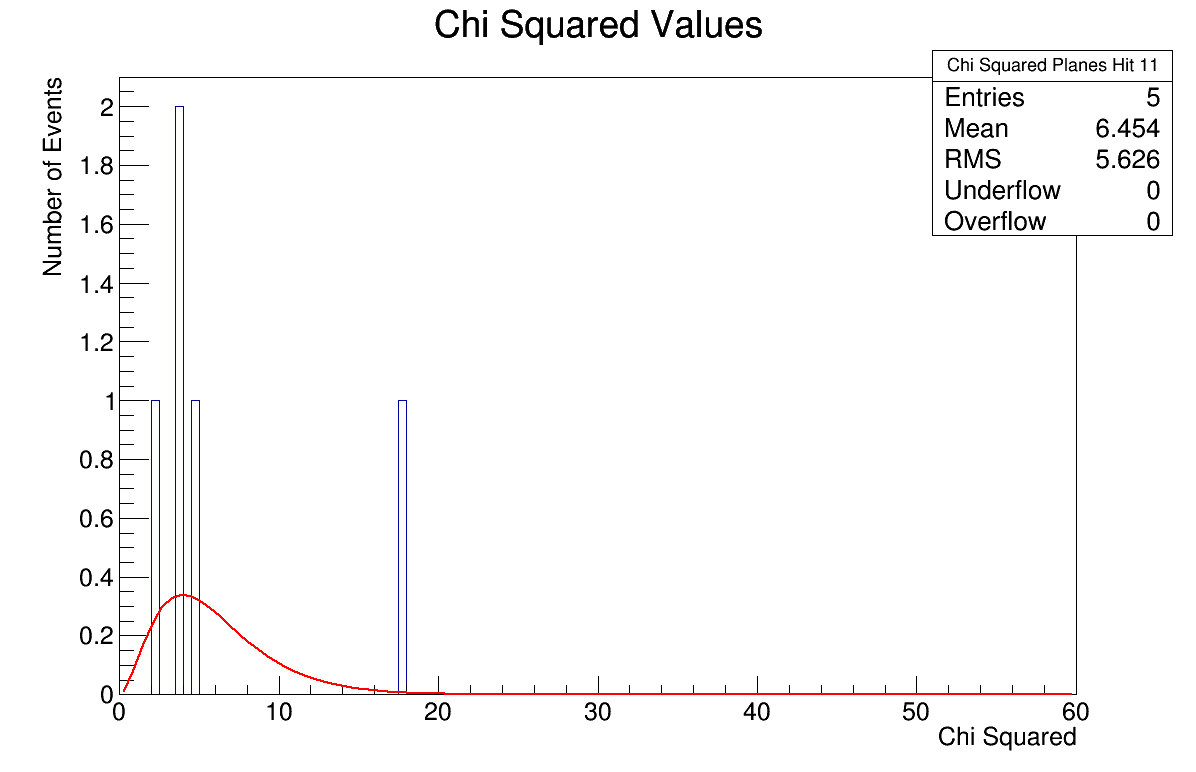 Chi Squared Values
Chi Squared Planes Hit 11
Entries 5
Mean 6.454
RMS 5.626
Underflow 0
Overflow 0
Number of Events
2
1.8
1.6
1.4
1.2
1
0.8
0.6
0.4
0.2
0
0 10 20 30 40 50 60
Chi Squared